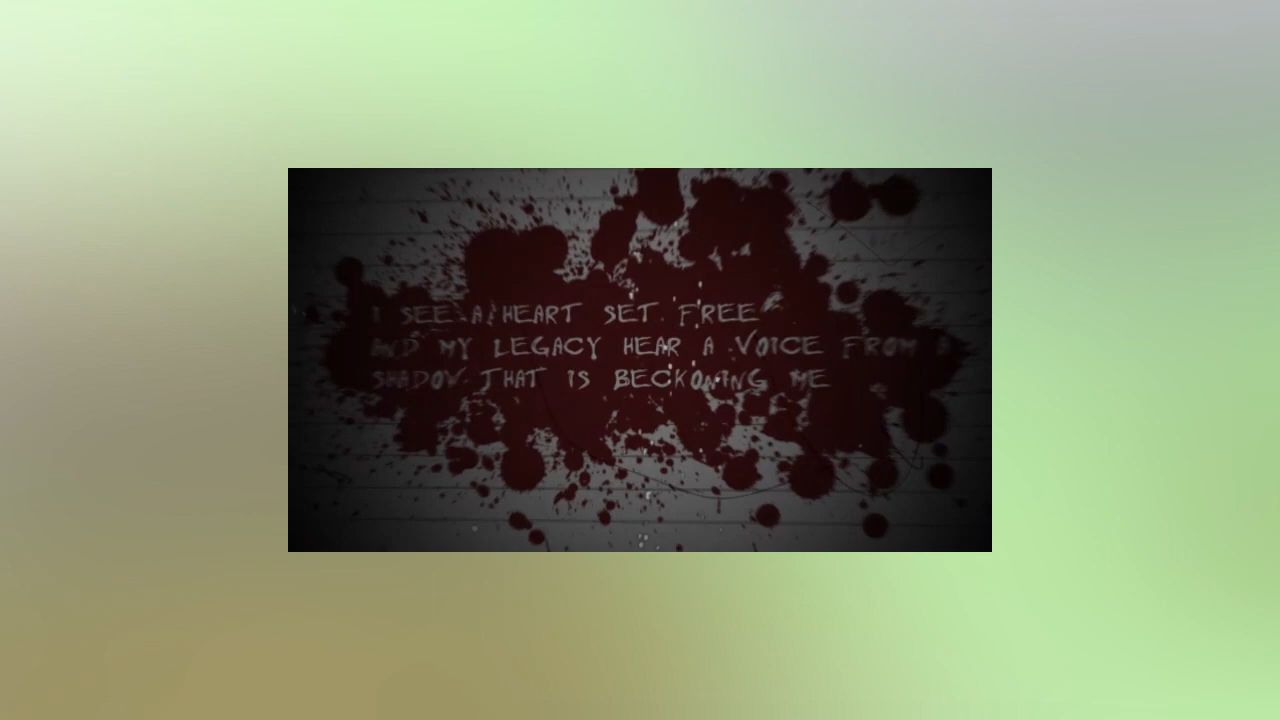 I SEE A HEART SET FREE
AND MY LEGACY HEAR A VOICE FROM A
SHADOW THAT IS BECKONING ME